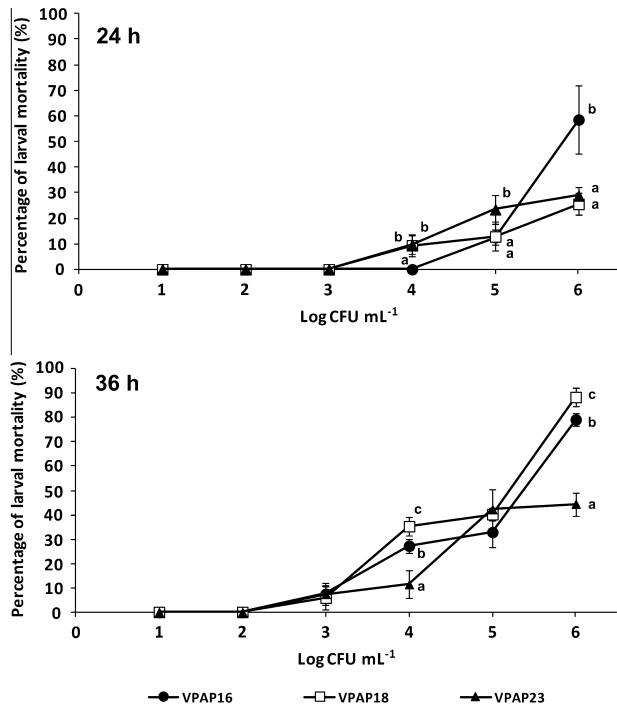 Percentage of larval mortality (%)
24 h
100
90
80
70
60
50
40
30
20
10
0
b
a
a
b
a
a
b
b
a
0 1 2 3 4 5 6
Log CFU mL-1
Percentage of larval mortality (%)
36 h
100
90
80
70
60
50
40
30
20
10
0
c
b
a
c
b
a
0 1 2 3 4 5 6
Log CFU mL-1
VPAP16 VPAP18 VPAP23